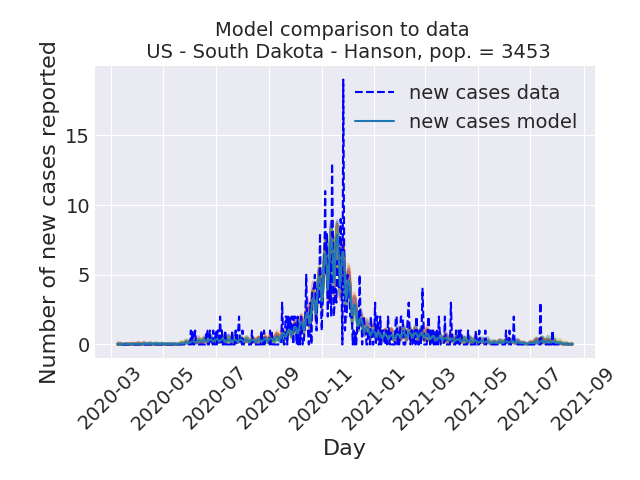 Model comparison to data
US - South Dakota - Hanson, pop. = 3453
new cases data
new cases model
Number of new cases reported
15
10
5
0
2020-03
2020-05
2020-07
2020-09
2020-11
2021-01
2021-03
2021-05
2021-07
2021-09
Day